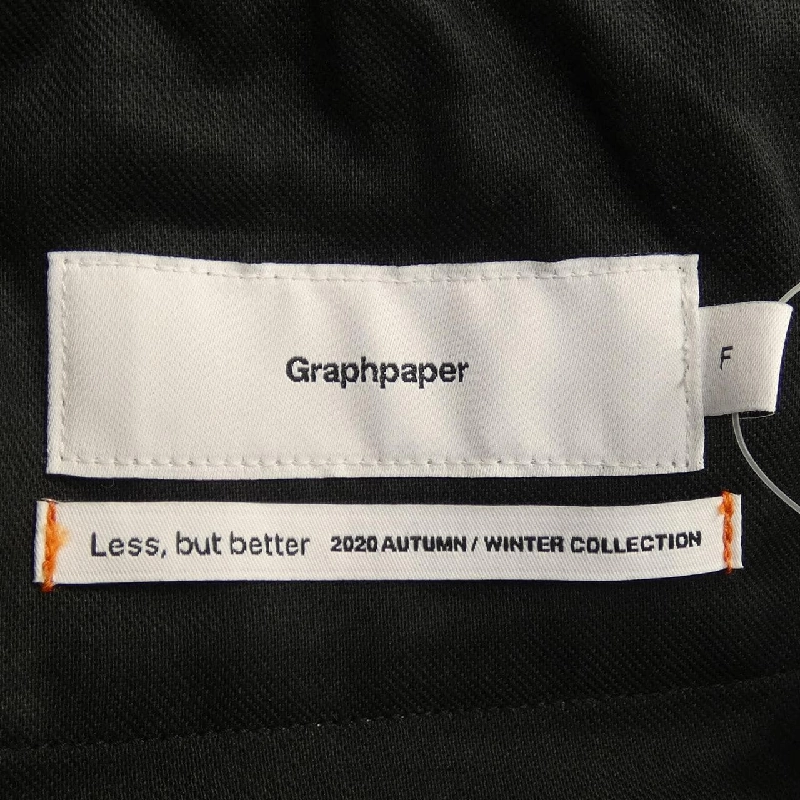 Graphpaper
F
Less, but better 2020 AUTUMN / WINTER COLLECTION